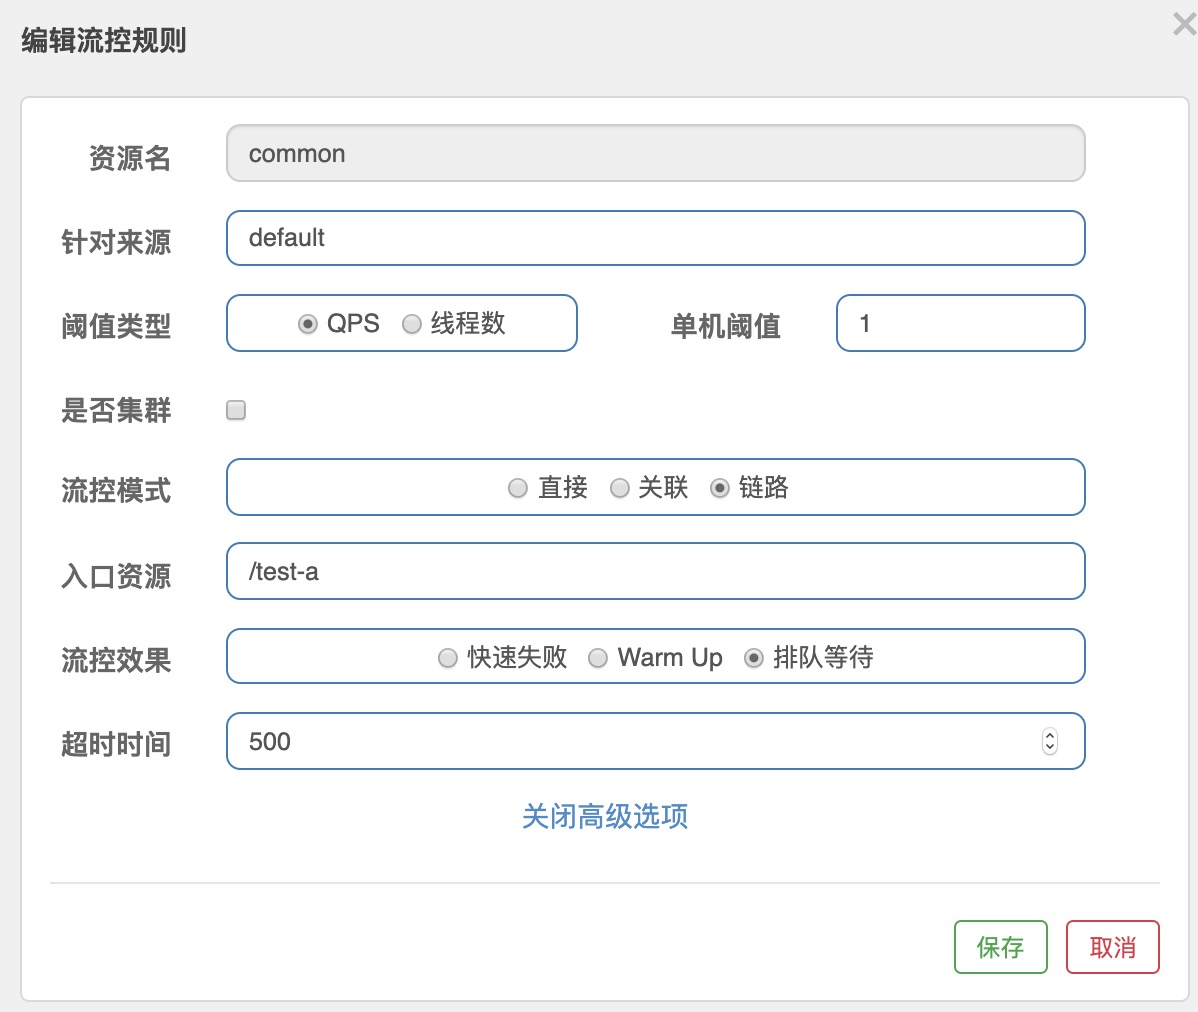 编辑流控规则
资源名 common
针对来源 default
阈值类型 QPS 线程数 单机阈值 1
是否集群
流控模式 直接 关联 链路
入口资源 /test-a
流控效果 快速失败 Warm Up 排队等待
超时时间 500
关闭高级选项
保存 取消